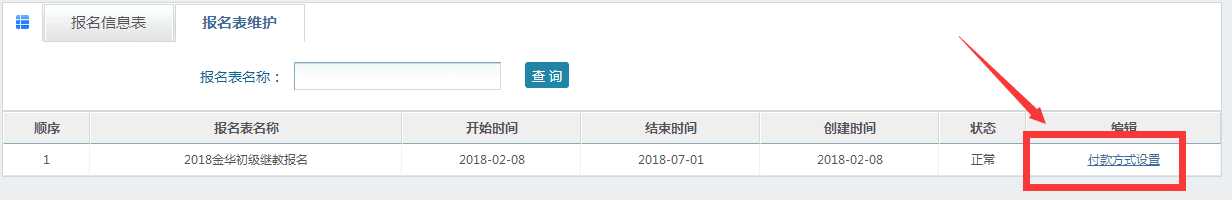 报名信息表 报名表维护
报名表名称： 查询
顺序 报名表名称 开始时间 结束时间 创建时间 状态 编辑
1 2018金华初级继教报名 2018-02-08 2018-07-01 2018-02-08 正常 付款方式设置